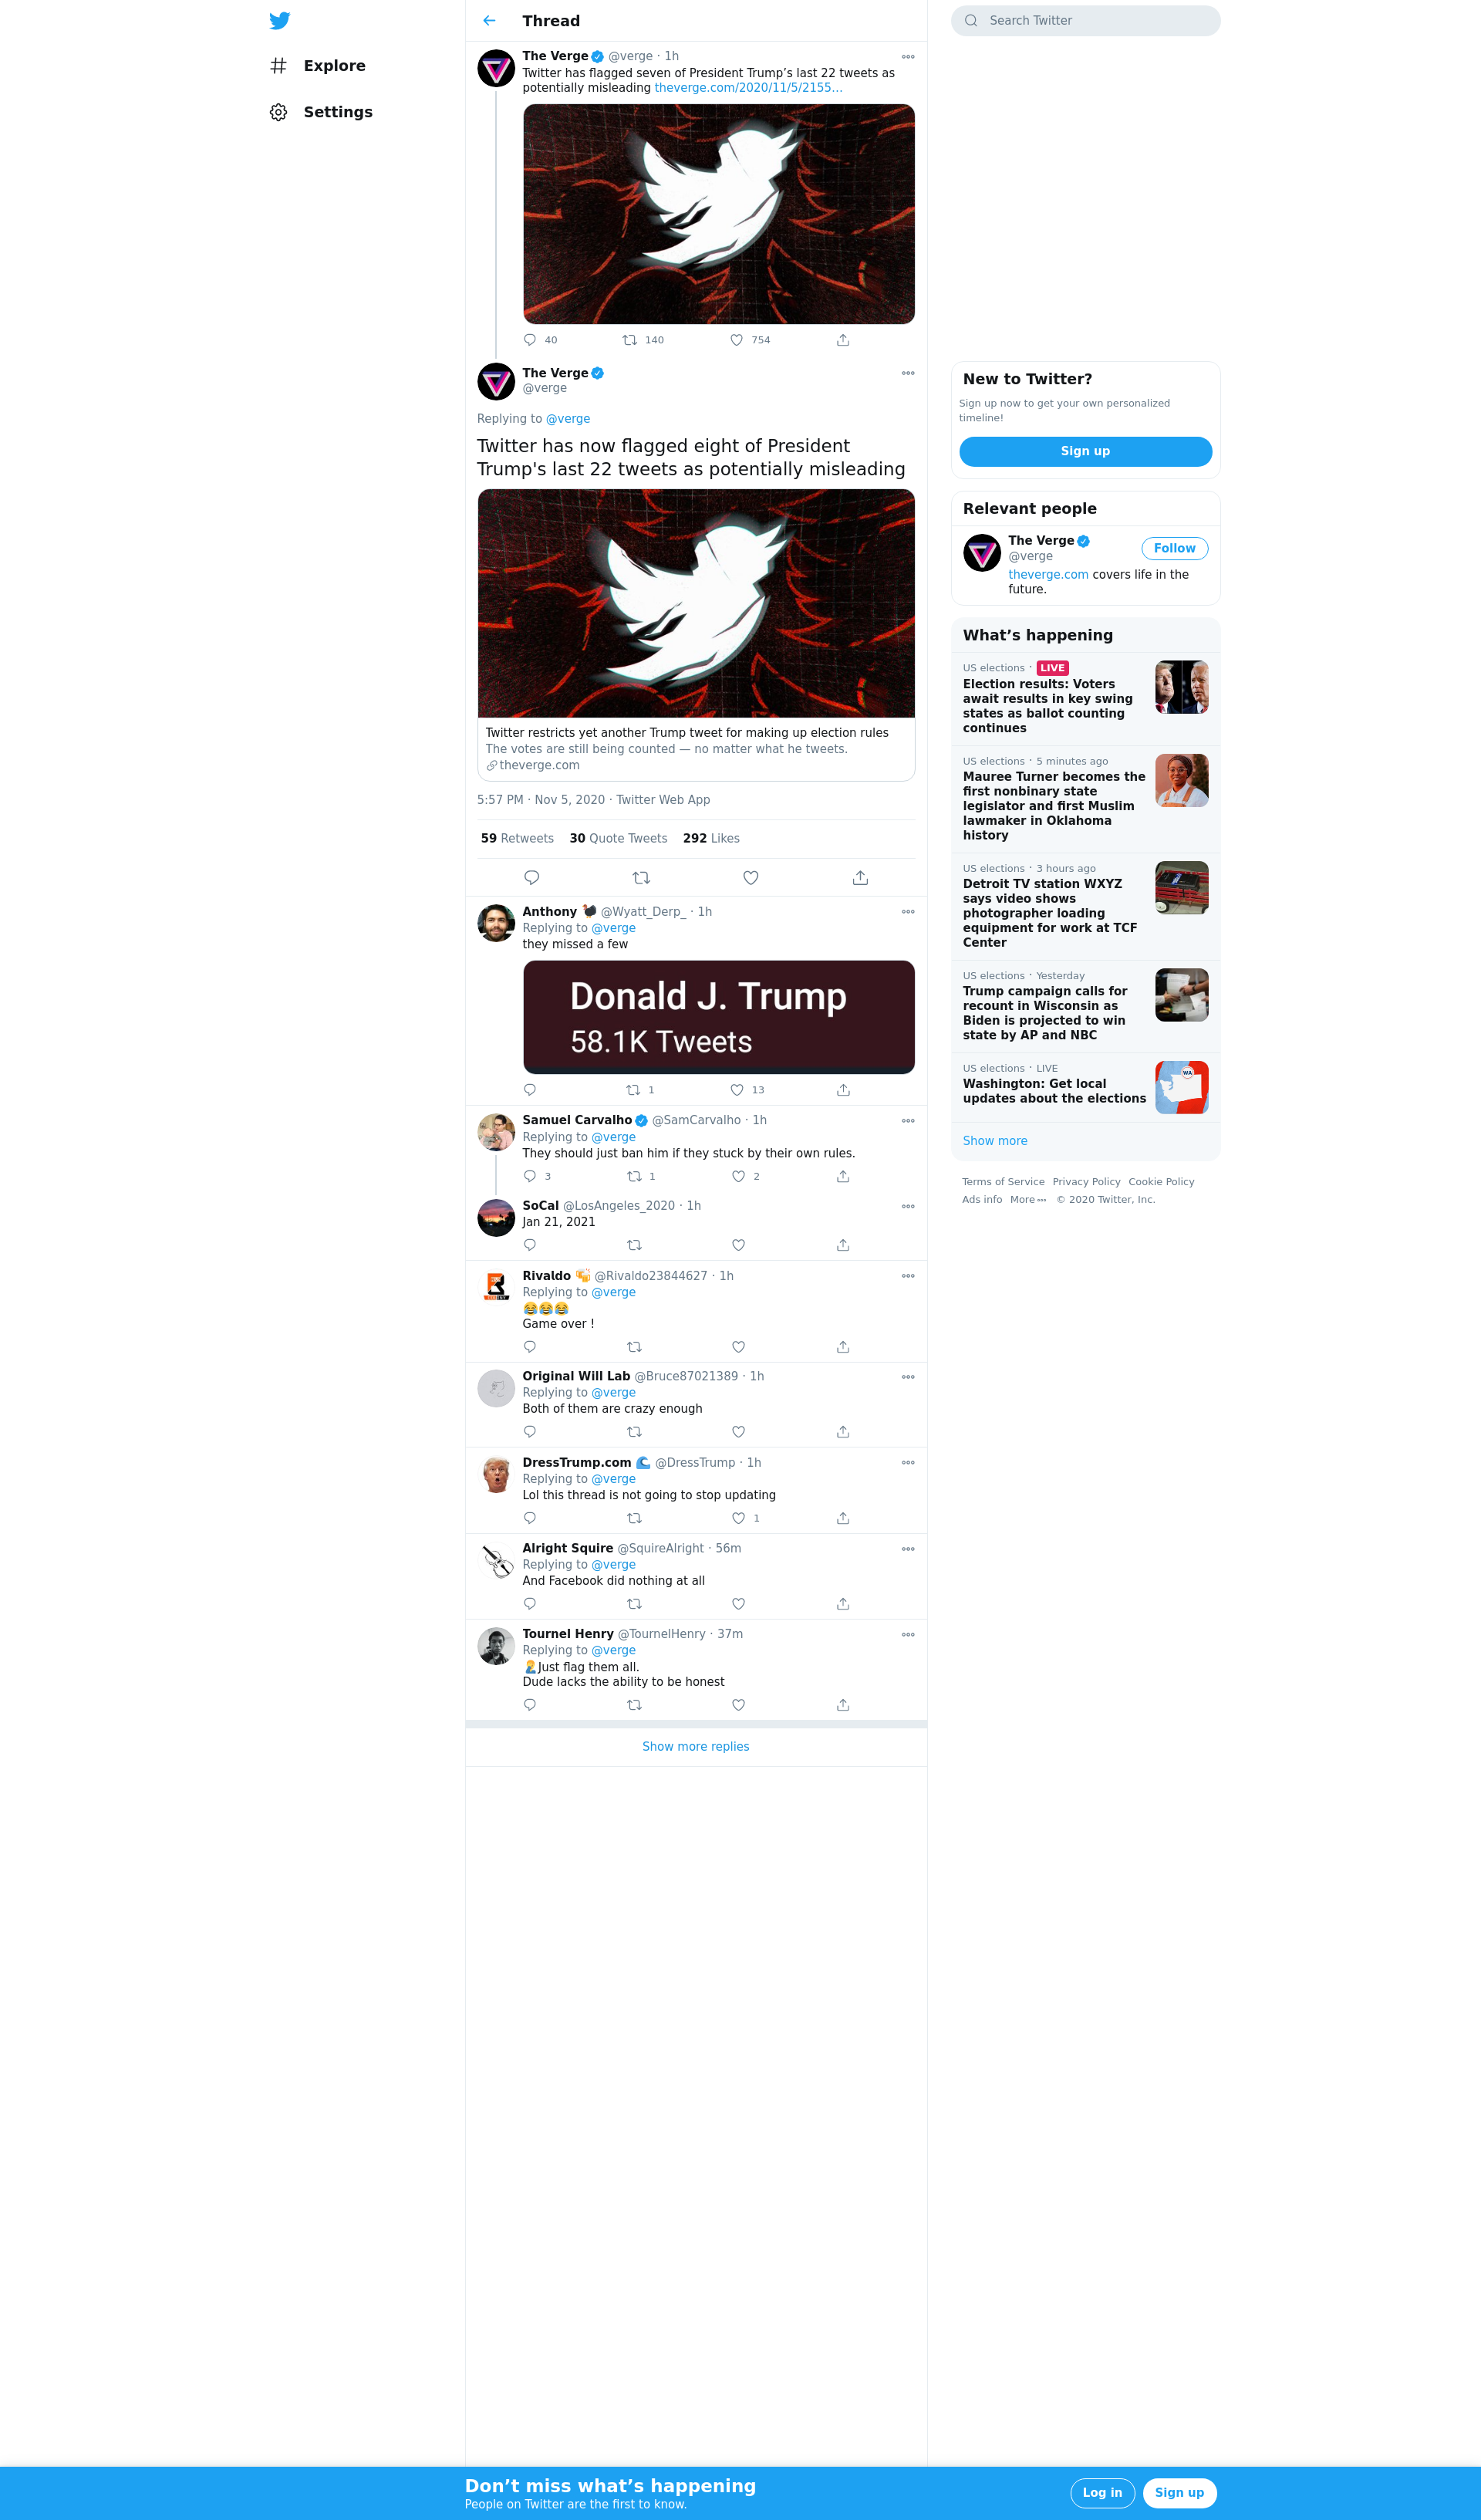 Explore
Settings
Thread
The Verge @verge · 1h
Twitter has flagged seven of President Trump’s last 22 tweets as
potentially misleading theverge.com/2020/11/5/2155…
40 140 754
The Verge
@verge
Replying to @verge
Twitter has now flagged eight of President
Trump's last 22 tweets as potentially misleading
Twitter restricts yet another Trump tweet for making up election rules
The votes are still being counted — no matter what he tweets.
theverge.com
5:57 PM · Nov 5, 2020 · Twitter Web App
59 Retweets 30 Quote Tweets 292 Likes
Anthony @Wyatt_Derp_ · 1h
Replying to @verge
they missed a few
Donald J. Trump
58.1K Tweets
1 13
Samuel Carvalho @SamCarvalho · 1h
Replying to @verge
They should just ban him if they stuck by their own rules.
3 1 2
SoCal @LosAngeles_2020 · 1h
Jan 21, 2021
Rivaldo @Rivaldo23844627 · 1h
Replying to @verge
😂😂😂
Game over !
Original Will Lab @Bruce87021389 · 1h
Replying to @verge
Both of them are crazy enough
DressTrump.com 🌊 @DressTrump · 1h
Replying to @verge
Lol this thread is not going to stop updating
1
Alright Squire @SquireAlright · 56m
Replying to @verge
And Facebook did nothing at all
Tournel Henry @TournelHenry · 37m
Replying to @verge
Just flag them all.
Dude lacks the ability to be honest
Show more replies
Search Twitter
New to Twitter?
Sign up now to get your own personalized
timeline!
Sign up
Relevant people
The Verge
@verge
Follow
theverge.com covers life in the
future.
What’s happening
US elections · LIVE
Election results: Voters
await results in key swing
states as ballot counting
continues
US elections · 5 minutes ago
Mauree Turner becomes the
first nonbinary state
legislator and first Muslim
lawmaker in Oklahoma
history
US elections · 3 hours ago
Detroit TV station WXYZ
says video shows
photographer loading
equipment for work at TCF
Center
US elections · Yesterday
Trump campaign calls for
recount in Wisconsin as
Biden is projected to win
state by AP and NBC
US elections · LIVE
Washington: Get local
updates about the elections
WA
Show more
Terms of Service Privacy Policy Cookie Policy
Ads info More © 2020 Twitter, Inc.
Don’t miss what’s happening
People on Twitter are the first to know.
Log in
Sign up